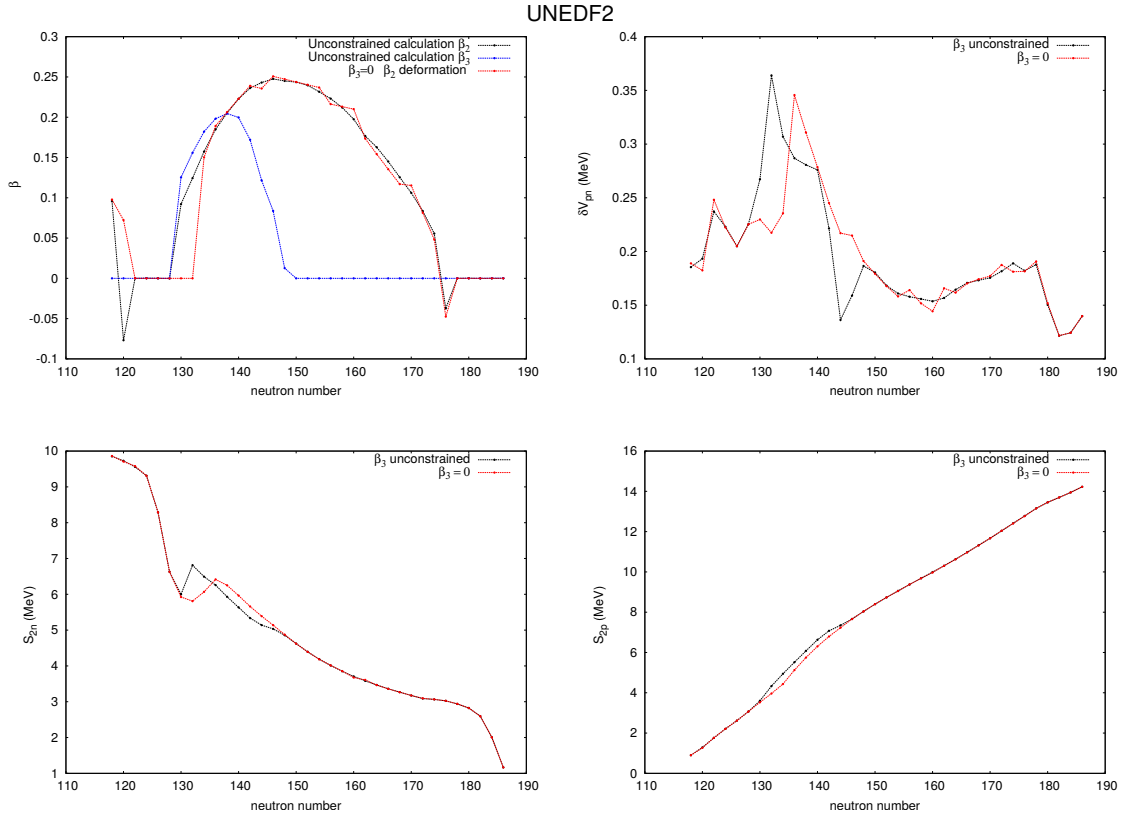 UNEDF2
0.3
0.25
0.2
0.15
0.1
0.05
0
-0.05
-0.1
β
110 120 130 140 150 160 170 180 190
neutron number
Unconstrained calculation β₂
Unconstrained calculation β₃
β₃=0 β₂ deformation
0.4
0.35
0.3
0.25
0.2
0.15
0.1
δVₚₙ (MeV)
110 120 130 140 150 160 170 180 190
neutron number
β₃ unconstrained
β₃ = 0
10
9
8
7
6
5
4
3
2
1
S₂ₙ (MeV)
110 120 130 140 150 160 170 180 190
neutron number
β₃ unconstrained
β₃ = 0
16
14
12
10
8
6
4
2
0
S₂ₚ (MeV)
110 120 130 140 150 160 170 180 190
neutron number
β₃ unconstrained
β₃ = 0